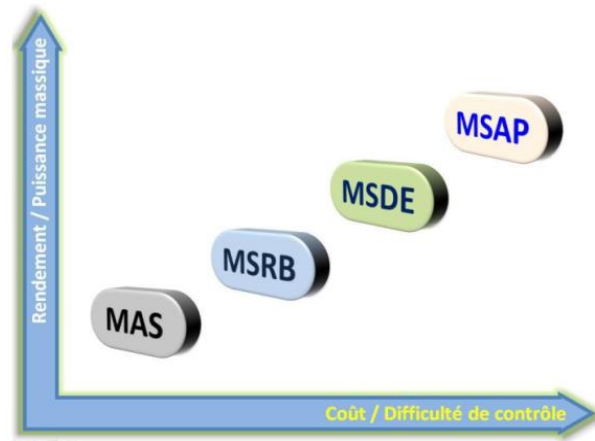 Rendement / Puissance massique
MSAP
MSDE
MSRB
MAS
Coût / Difficulté de contrôle